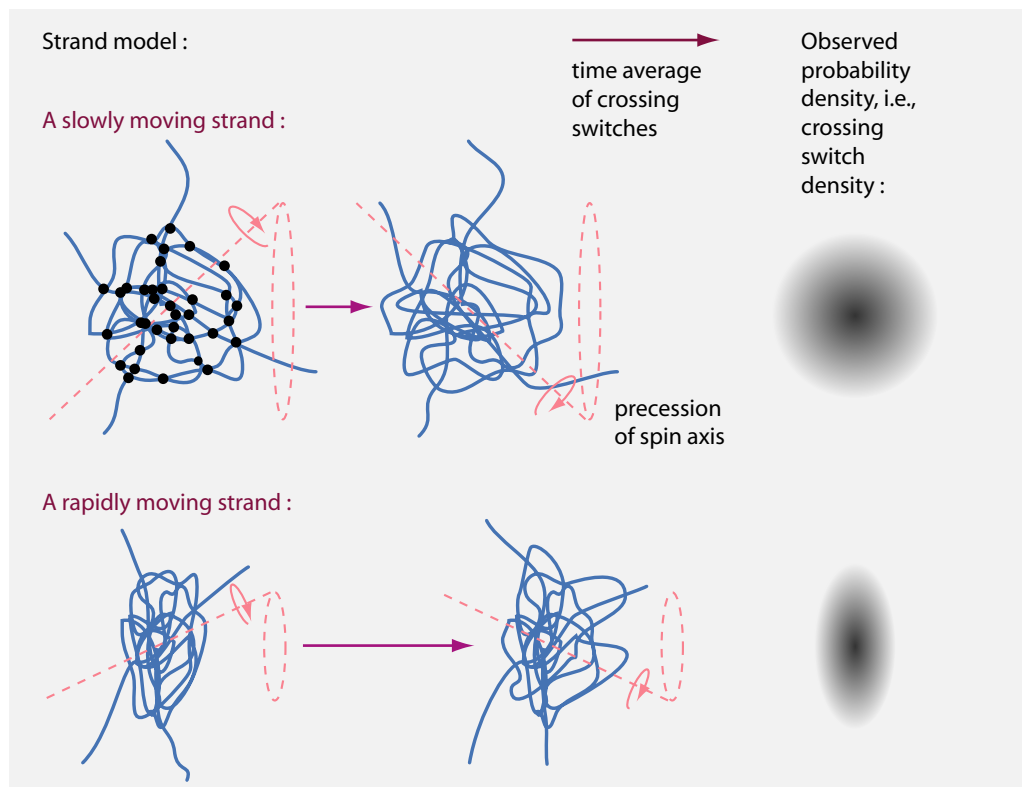 Strand model :
time average
of crossing
switches
Observed
probability
density, i.e.,
crossing
switch
density :
A slowly moving strand :
precession
of spin axis
A rapidly moving strand :